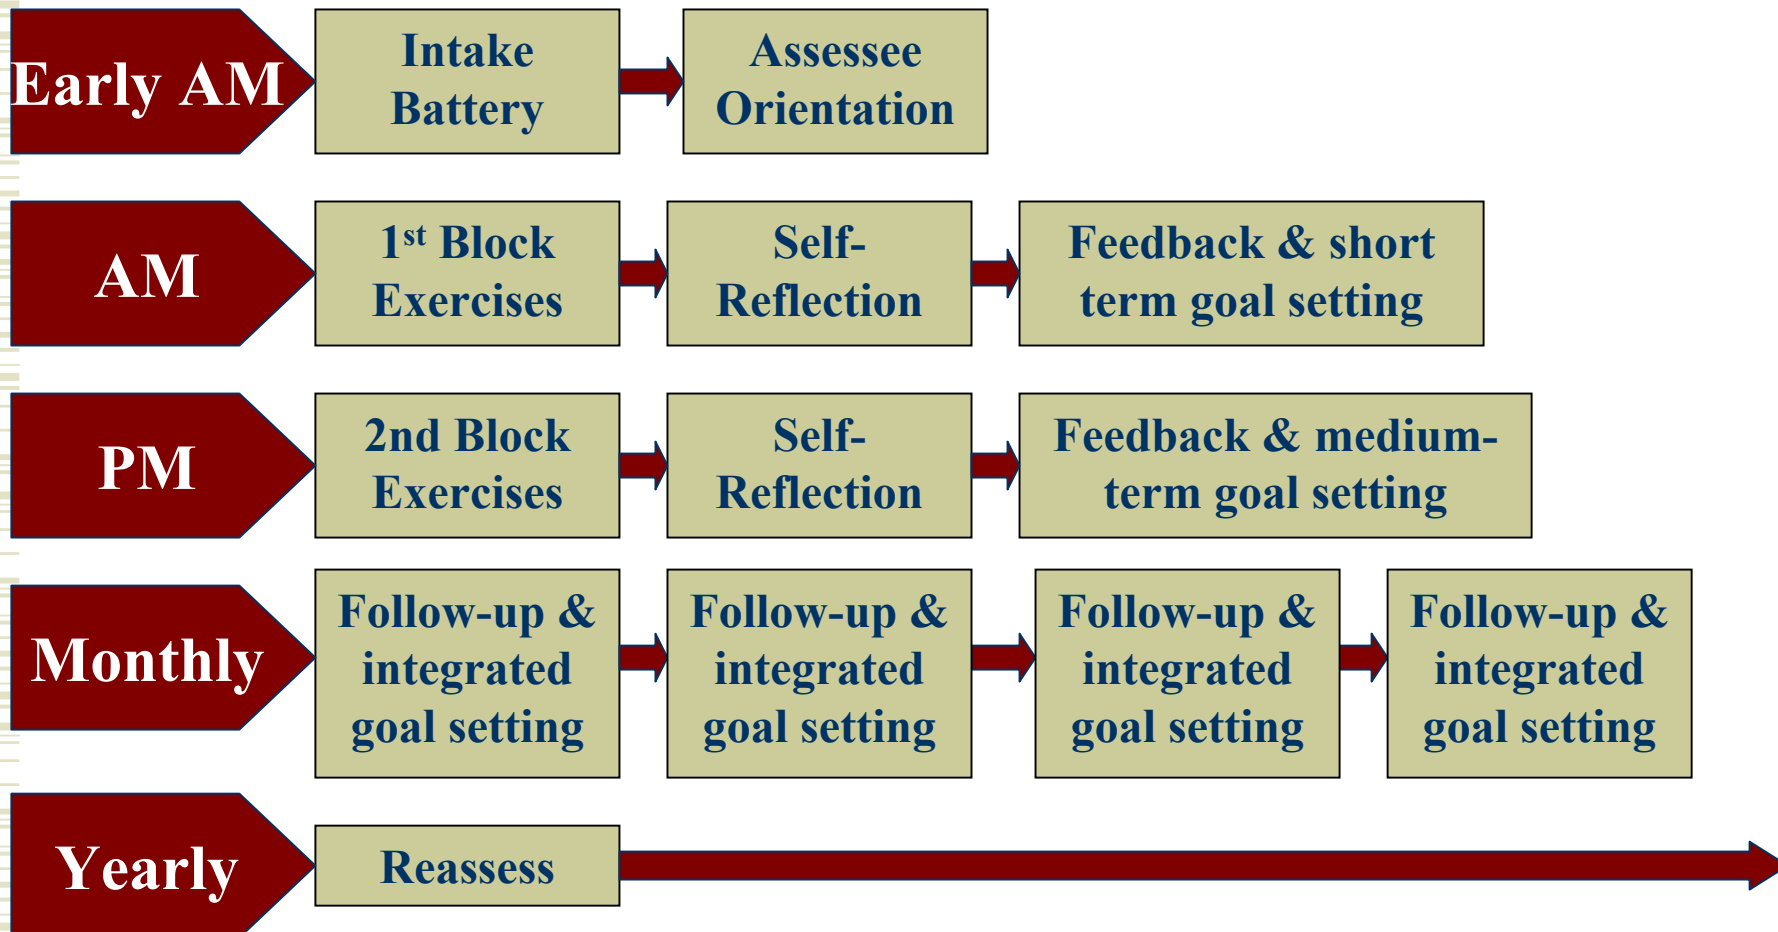 Early AM
Intake
Battery
Assessee
Orientation
AM
1st Block
Exercises
Self-
Reflection
Feedback & short
term goal setting
PM
2nd Block
Exercises
Self-
Reflection
Feedback & medium-
term goal setting
Monthly
Follow-up &
integrated
goal setting
Follow-up &
integrated
goal setting
Follow-up &
integrated
goal setting
Follow-up &
integrated
goal setting
Yearly
Reassess